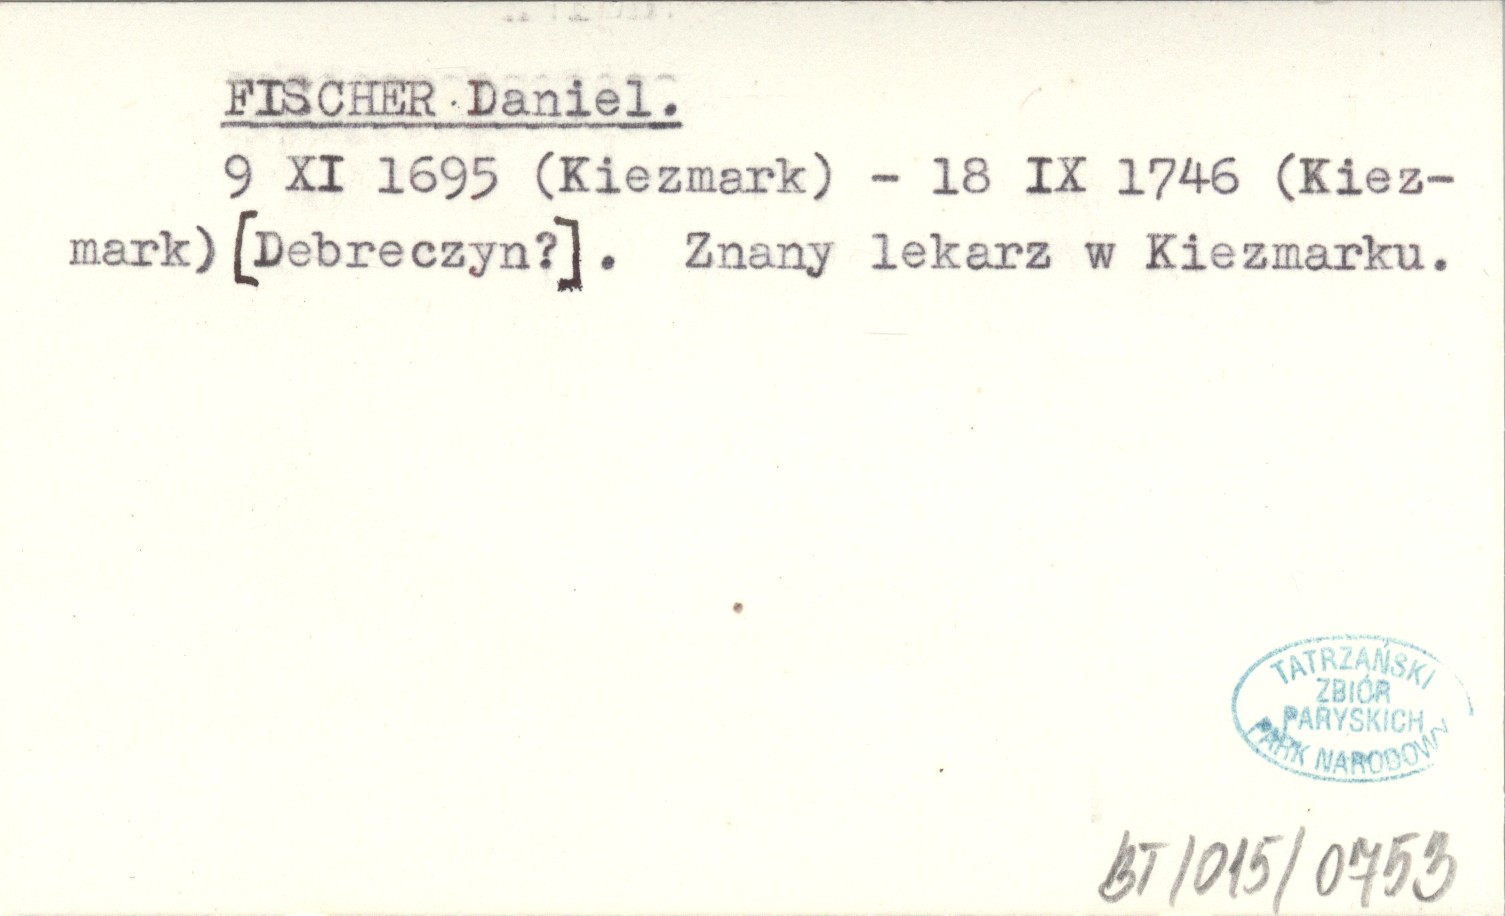 FISCHER Daniel.
9 XI 1695 (Kiezmark) - 18 IX 1746 (Kiez-
mark) [Debreczyn?]. Znany lekarz w Kiezmarku.
TATRZAŃSKI
ZBIÓR
PARYSKICH
PARK NARODOWY
BT/015/0753